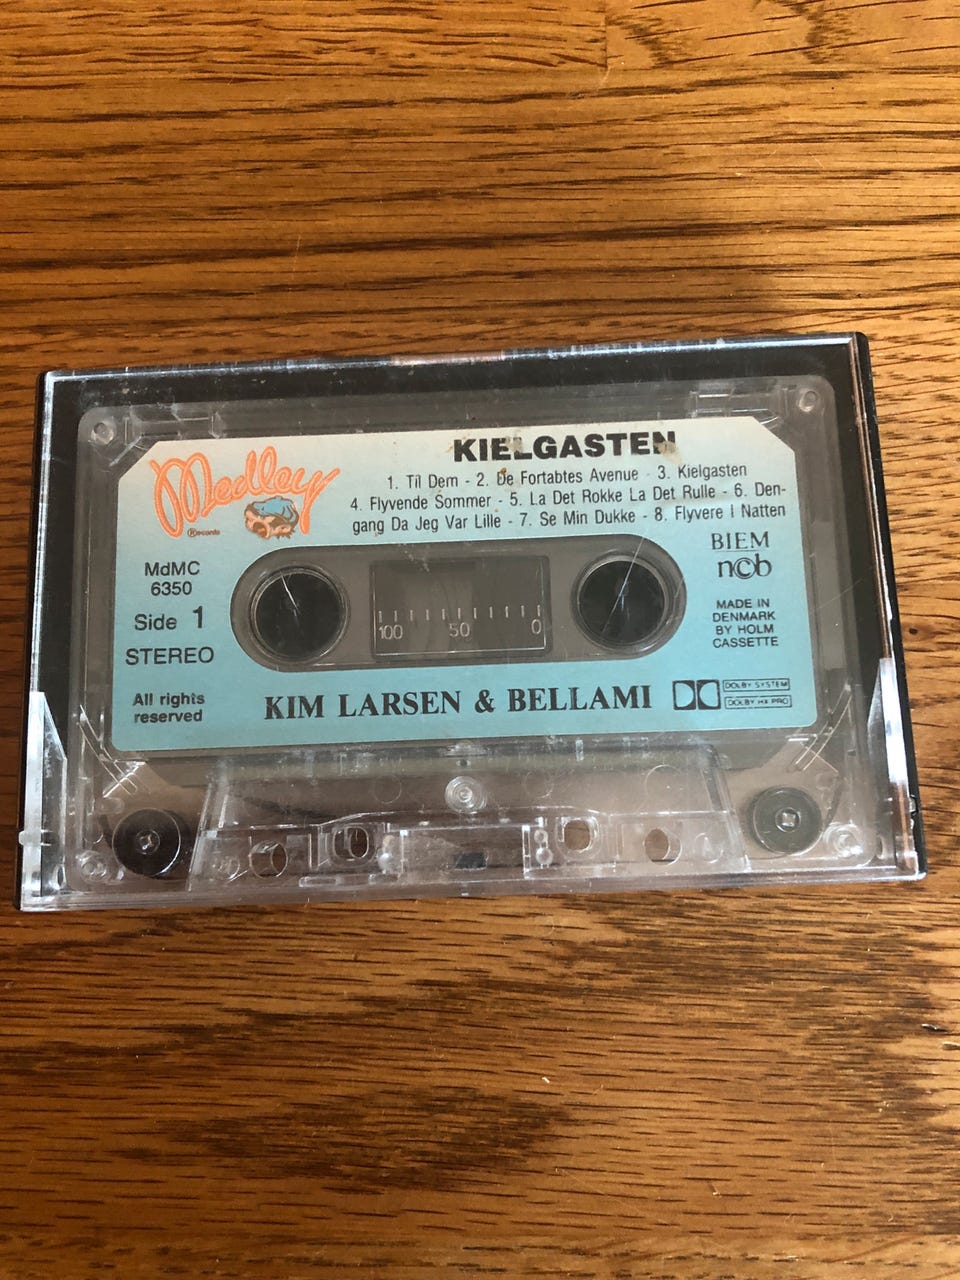 KIELGASTEN
Medley
Records
1. Til Dem - 2. De Fortabtes Avenue - 3. Kielgasten
4. Flyvende Sommer - 5. La Det Rokke La Det Rulle - 6. Den-
gang Da Jeg Var Lille - 7. Se Min Dukke - 8. Flyvere I Natten
MdMC
6350
Side 1
STEREO
All rights
reserved
100 50 0
BIEM
ncb
MADE IN
DENMARK
BY HOLM
CASSETTE
KIM LARSEN & BELLAMI
DOLBY SYSTEM
DOLBY HX PRO